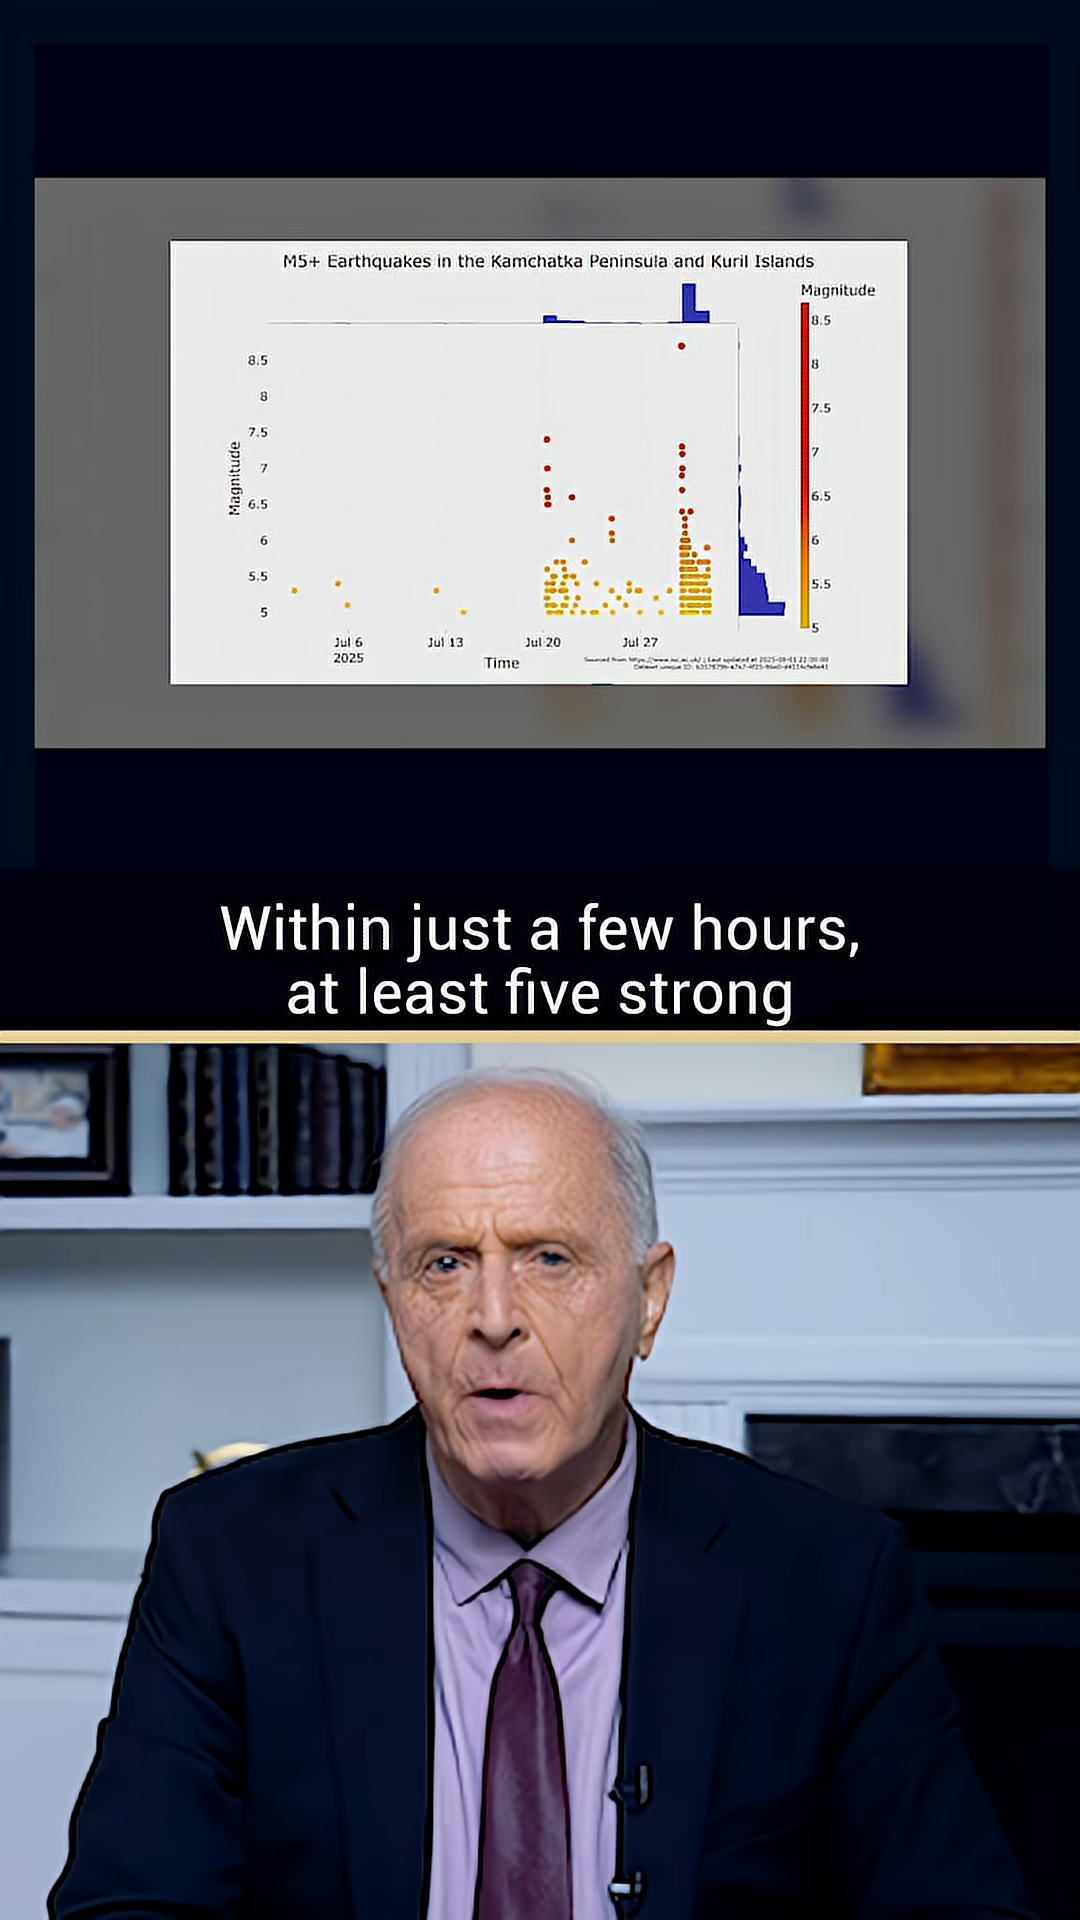 M5+ Earthquakes in the Kamchatka Peninsula and Kuril Islands
Magnitude
8.5
8
7.5
7
6.5
6
5.5
5
Magnitude
8.5
8
7.5
7
6.5
6
5.5
5
Jul 6
2025
Jul 13
Jul 20
Jul 27
Time
Within just a few hours,
at least five strong